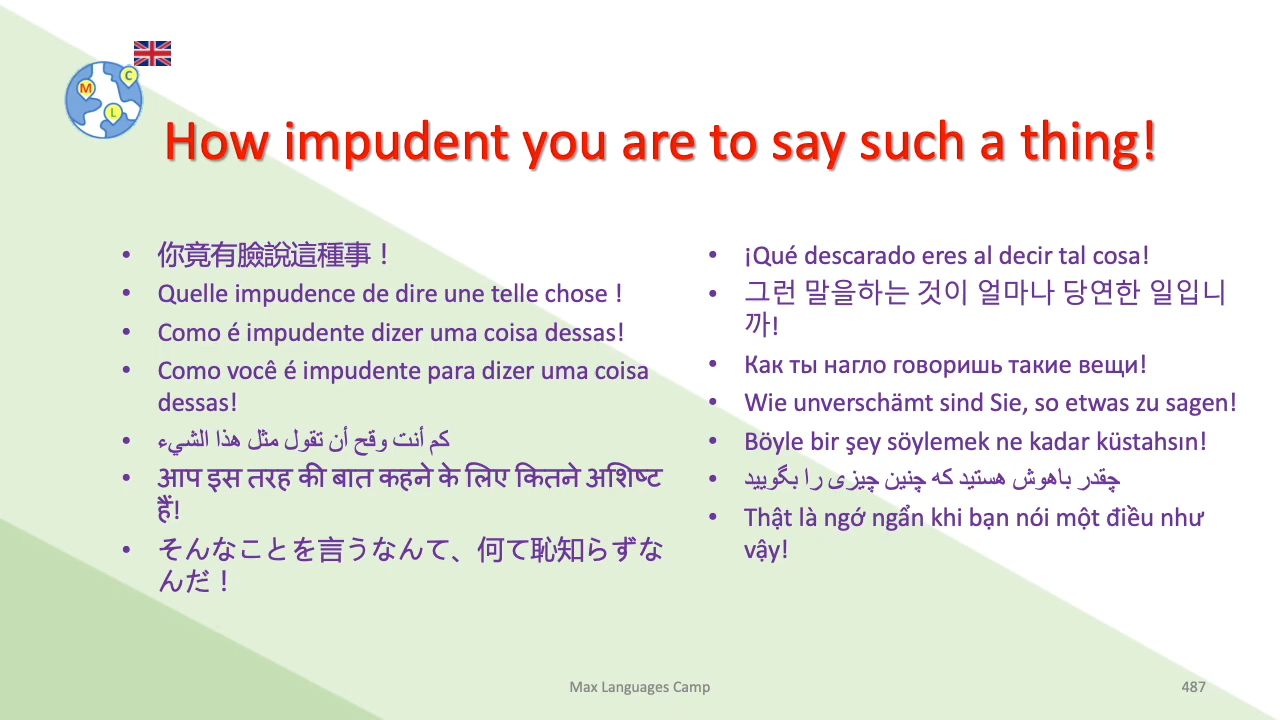 M
C
L
How impudent you are to say such a thing!
• 你竟有臉說這種事！
• Quelle impudence de dire une telle chose !
• Como é impudente dizer uma coisa dessas!
• Como você é impudente para dizer uma coisa
dessas!
• كم أنت وقح أن تقول مثل هذا الشيء
• आप इस तरह की बात कहने के लिए कितने अशिष्ट
हैं!
• そんなことを言うなんて、何て恥知らずな
んだ！
• ¡Qué descarado eres al decir tal cosa!
• 그런 말을하는 것이 얼마나 당연한 일입니
까!
• Как ты нагло говоришь такие вещи!
• Wie unverschämt sind Sie, so etwas zu sagen!
• Böyle bir şey söylemek ne kadar küstahsın!
• چقدر باهوش هستید که چنین چیزی را بگویید
• Thật là ngớ ngẩn khi bạn nói một điều như
vậy!
Max Languages Camp
487